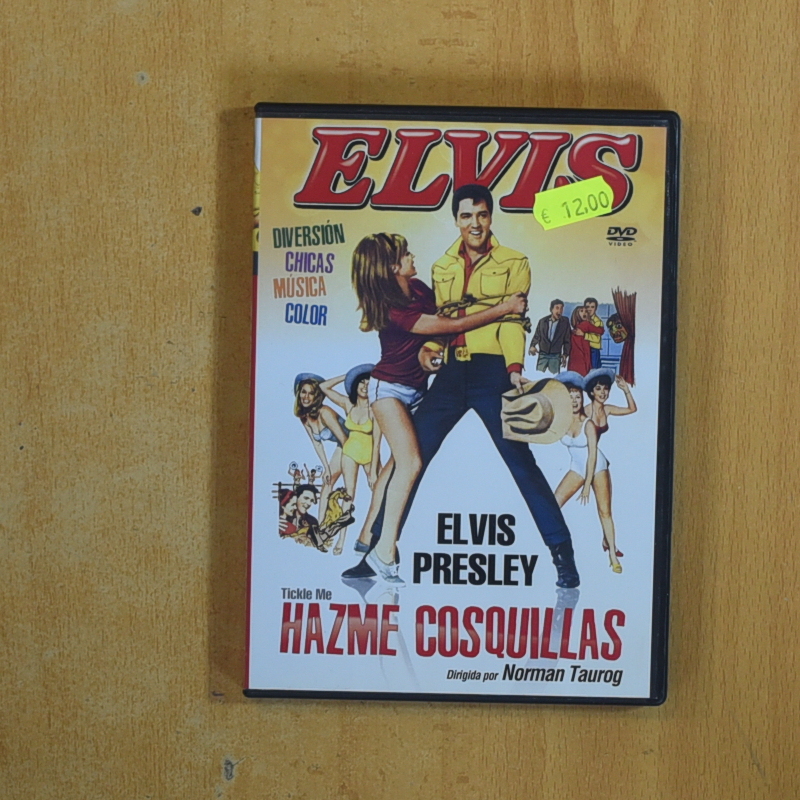 ELVIS
€ 12,00
DVD
VIDEO
DIVERSIÓN
CHICAS
MÚSICA
COLOR
ELVIS
PRESLEY
Tickle Me
HAZME COSQUILLAS
Dirigida por Norman Taurog